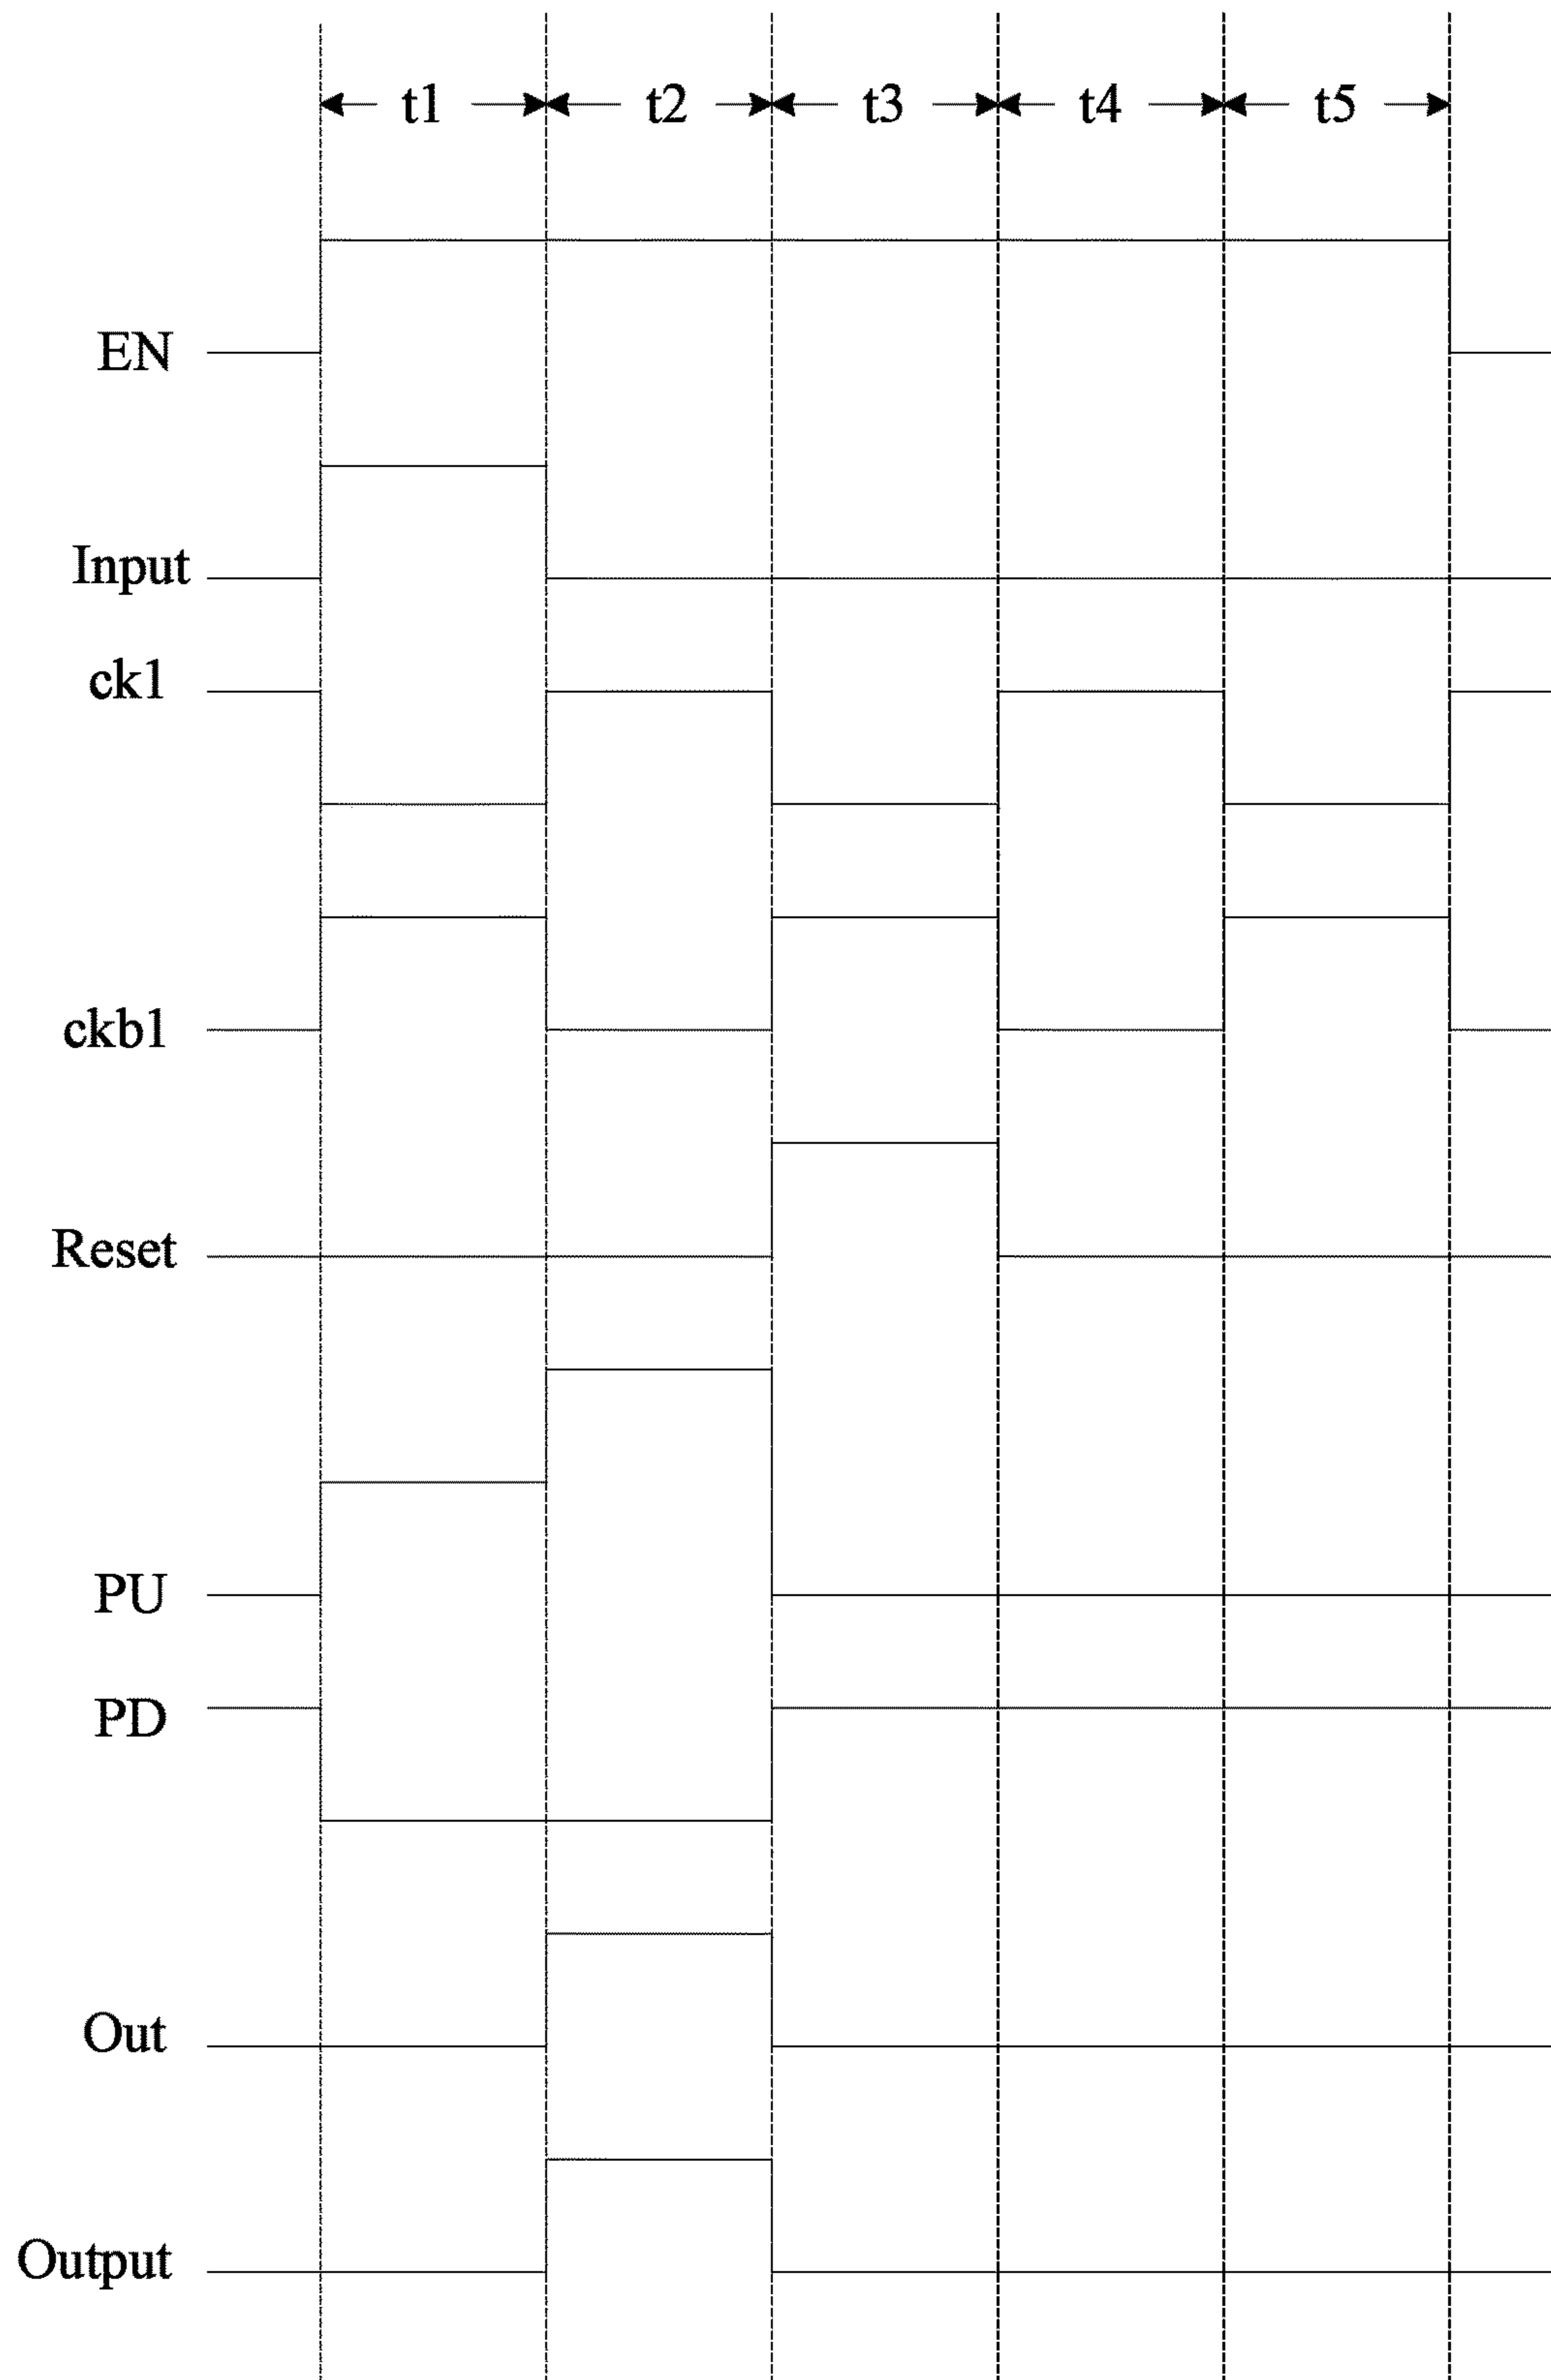 t1 t2 t3 t4 t5
EN
Input
ck1
ckb1
Reset
PU
PD
Out
Output